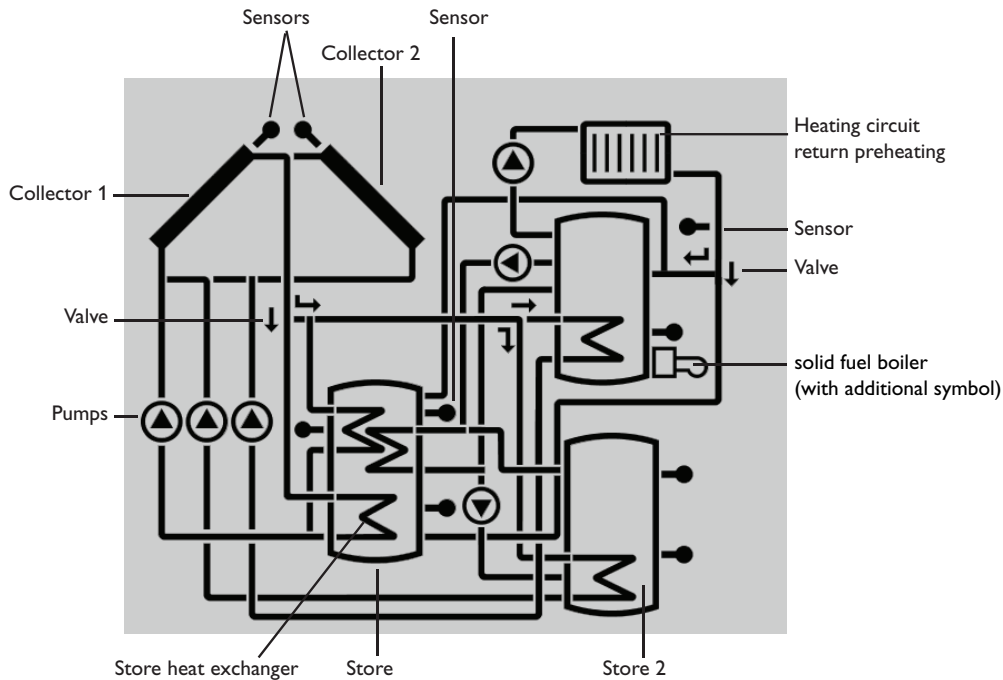 Sensors
Sensor
Collector 2
Heating circuit
return preheating
Collector 1
Sensor
Valve
Valve
solid fuel boiler
(with additional symbol)
Pumps
Store heat exchanger
Store
Store 2